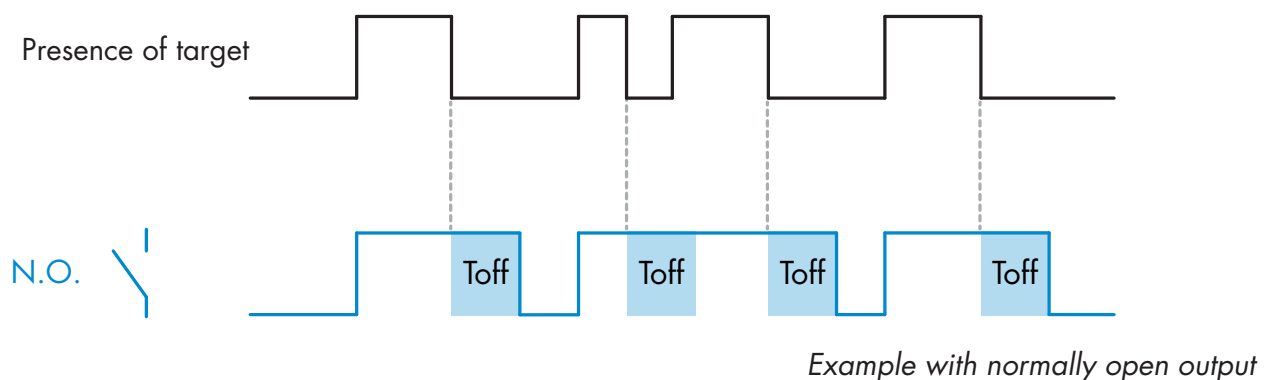 Presence of target
N.O.
Toff Toff Toff Toff
Example with normally open output